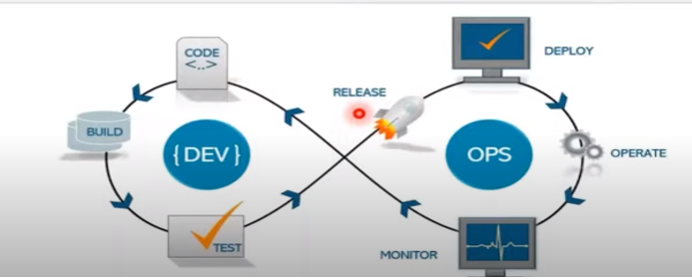 CODE
<..>
BUILD
{DEV}
TEST
RELEASE
DEPLOY
OPS
OPERATE
MONITOR